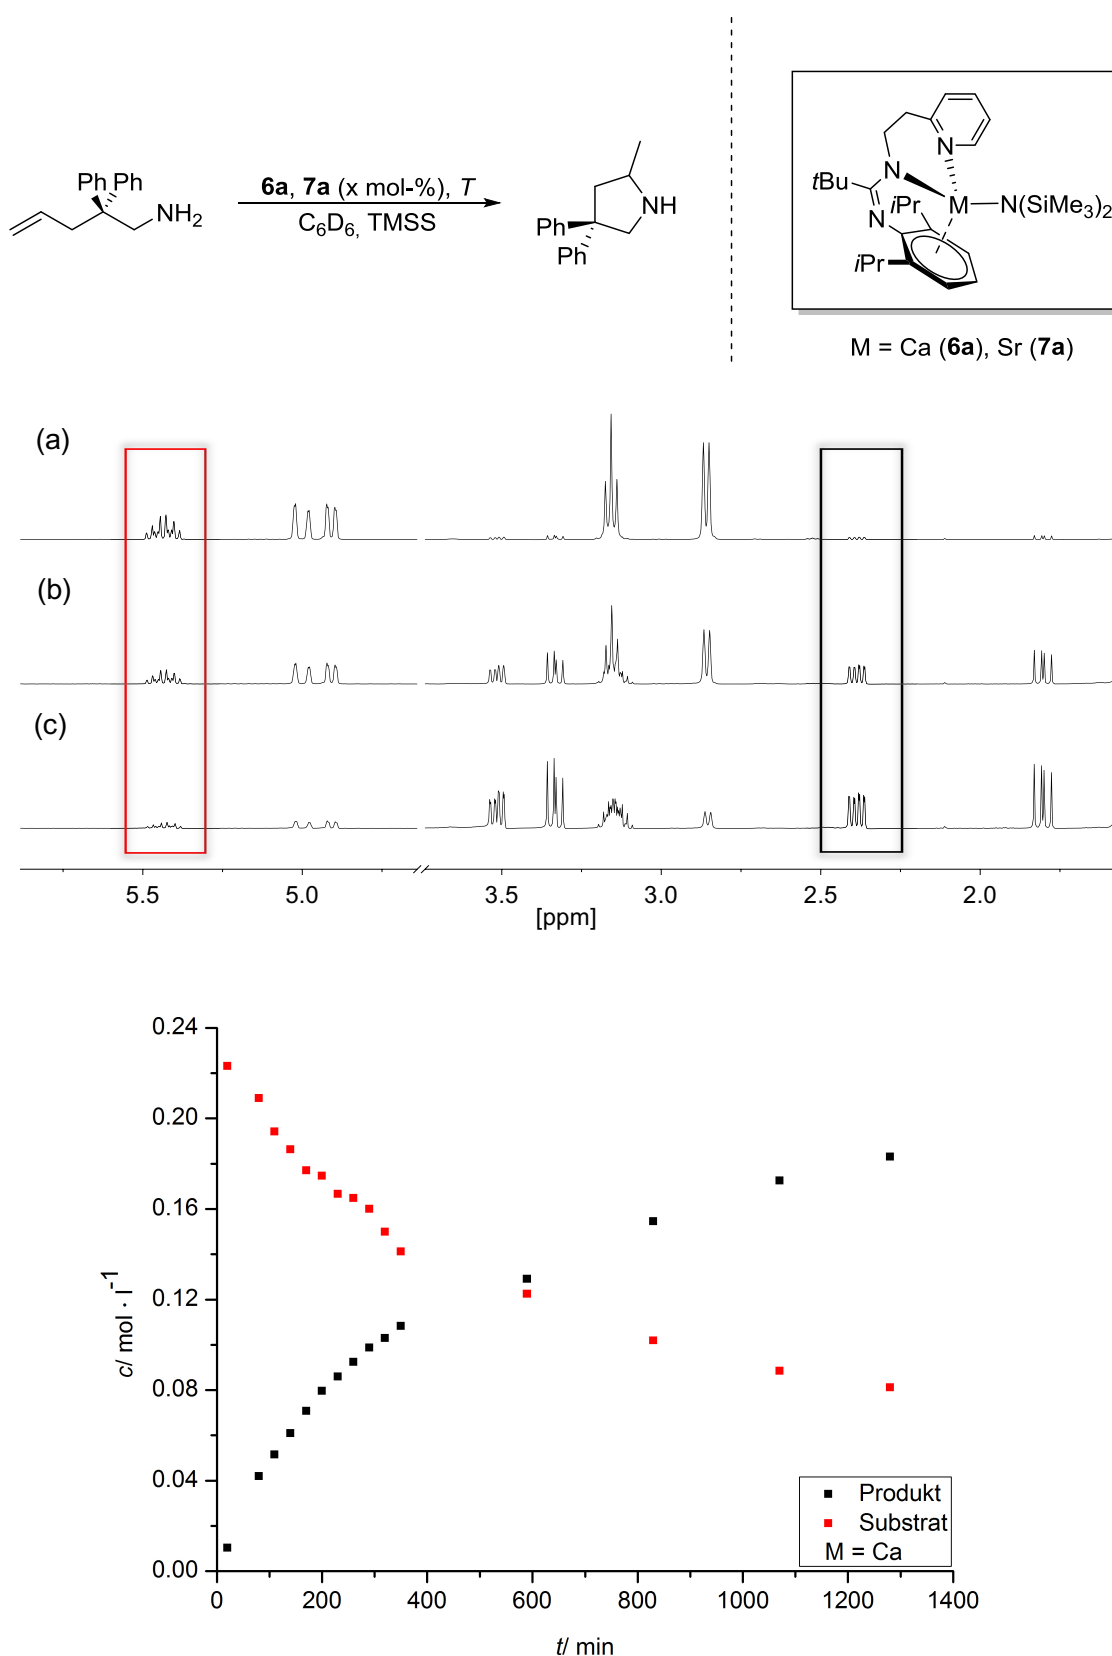 Ph Ph
NH2
6a, 7a (x mol-%), T
C6D6, TMSS
Ph
Ph
NH
N
tBu
N
N
iPr
iPr
M
N(SiMe3)2
M = Ca (6a), Sr (7a)
(a)
(b)
(c)
5.5 5.0 3.5 3.0 2.5 2.0
[ppm]
0.24
0.20
0.16
0.12
0.08
0.04
0.00
c/ mol · l-1
Produkt
Substrat
M = Ca
0 200 400 600 800 1000 1200 1400
t/ min